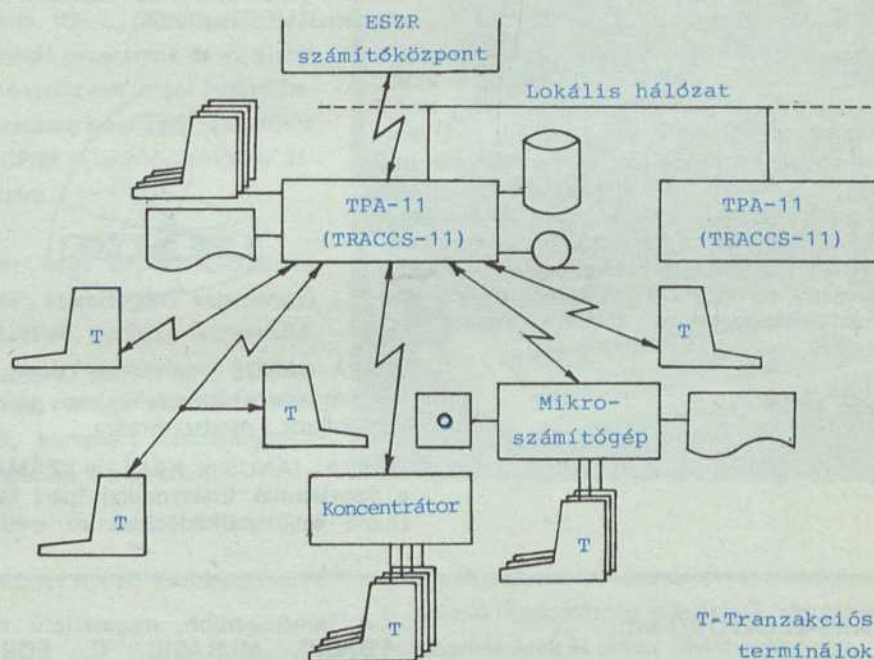 ESZR
számítóközpont
Lokális hálózat
TPA-11
(TRACCS-11)
TPA-11
(TRACCS-11)
T
T
T
T
Mikro-
számítógép
Koncentrátor
T
T
T=Tranzakciós
terminálok